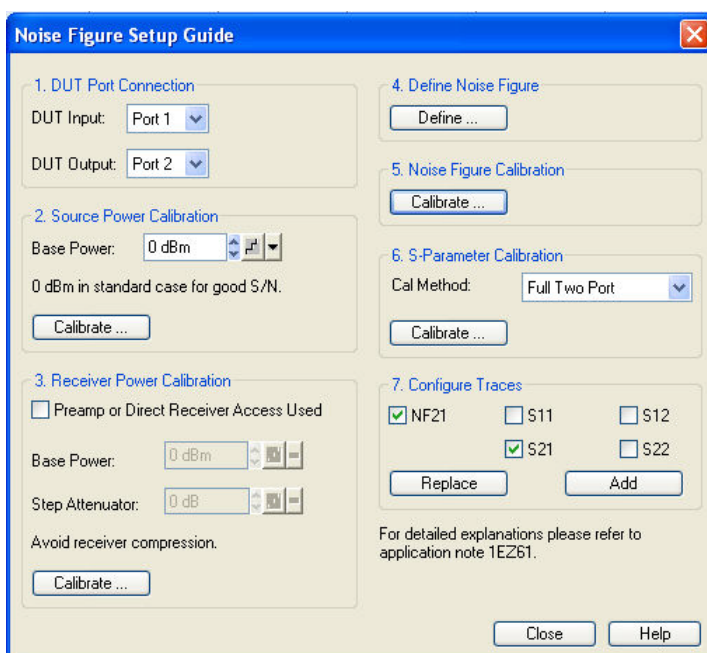 Noise Figure Setup Guide
1. DUT Port Connection
DUT Input: Port 1
DUT Output: Port 2
2. Source Power Calibration
Base Power: 0 dBm
0 dBm in standard case for good S/N.
Calibrate ...
3. Receiver Power Calibration
Preamp or Direct Receiver Access Used
Base Power: 0 dBm
Step Attenuator: 0 dB
Avoid receiver compression.
Calibrate ...
4. Define Noise Figure
Define ...
5. Noise Figure Calibration
Calibrate ...
6. S-Parameter Calibration
Cal Method: Full Two Port
Calibrate ...
7. Configure Traces
NF21 S11 S12
S21 S22
Replace Add
For detailed explanations please refer to
application note 1EZ61.
Close Help